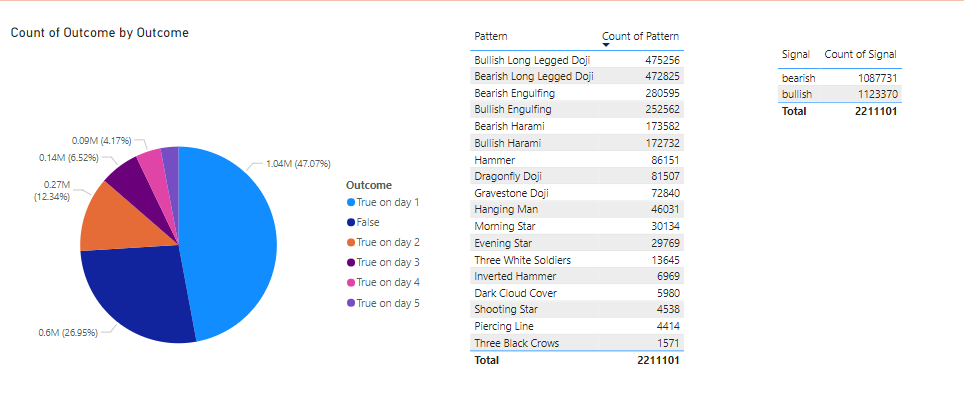 Count of Outcome by Outcome
0.09M (4.17%)
0.14M (6.52%)
0.27M
(12.34%)
0.6M (26.95%)
1.04M (47.07%)
Outcome
True on day 1
False
True on day 2
True on day 3
True on day 4
True on day 5
Pattern Count of Pattern
Bullish Long Legged Doji 475256
Bearish Long Legged Doji 472825
Bearish Engulfing 280595
Bullish Engulfing 252562
Bearish Harami 173582
Bullish Harami 172732
Hammer 86151
Dragonfly Doji 81507
Gravestone Doji 72840
Hanging Man 46031
Morning Star 30134
Evening Star 29769
Three White Soldiers 13645
Inverted Hammer 6969
Dark Cloud Cover 5980
Shooting Star 4538
Piercing Line 4414
Three Black Crows 1571
Total 2211101
Signal Count of Signal
bearish 1087731
bullish 1123370
Total 2211101